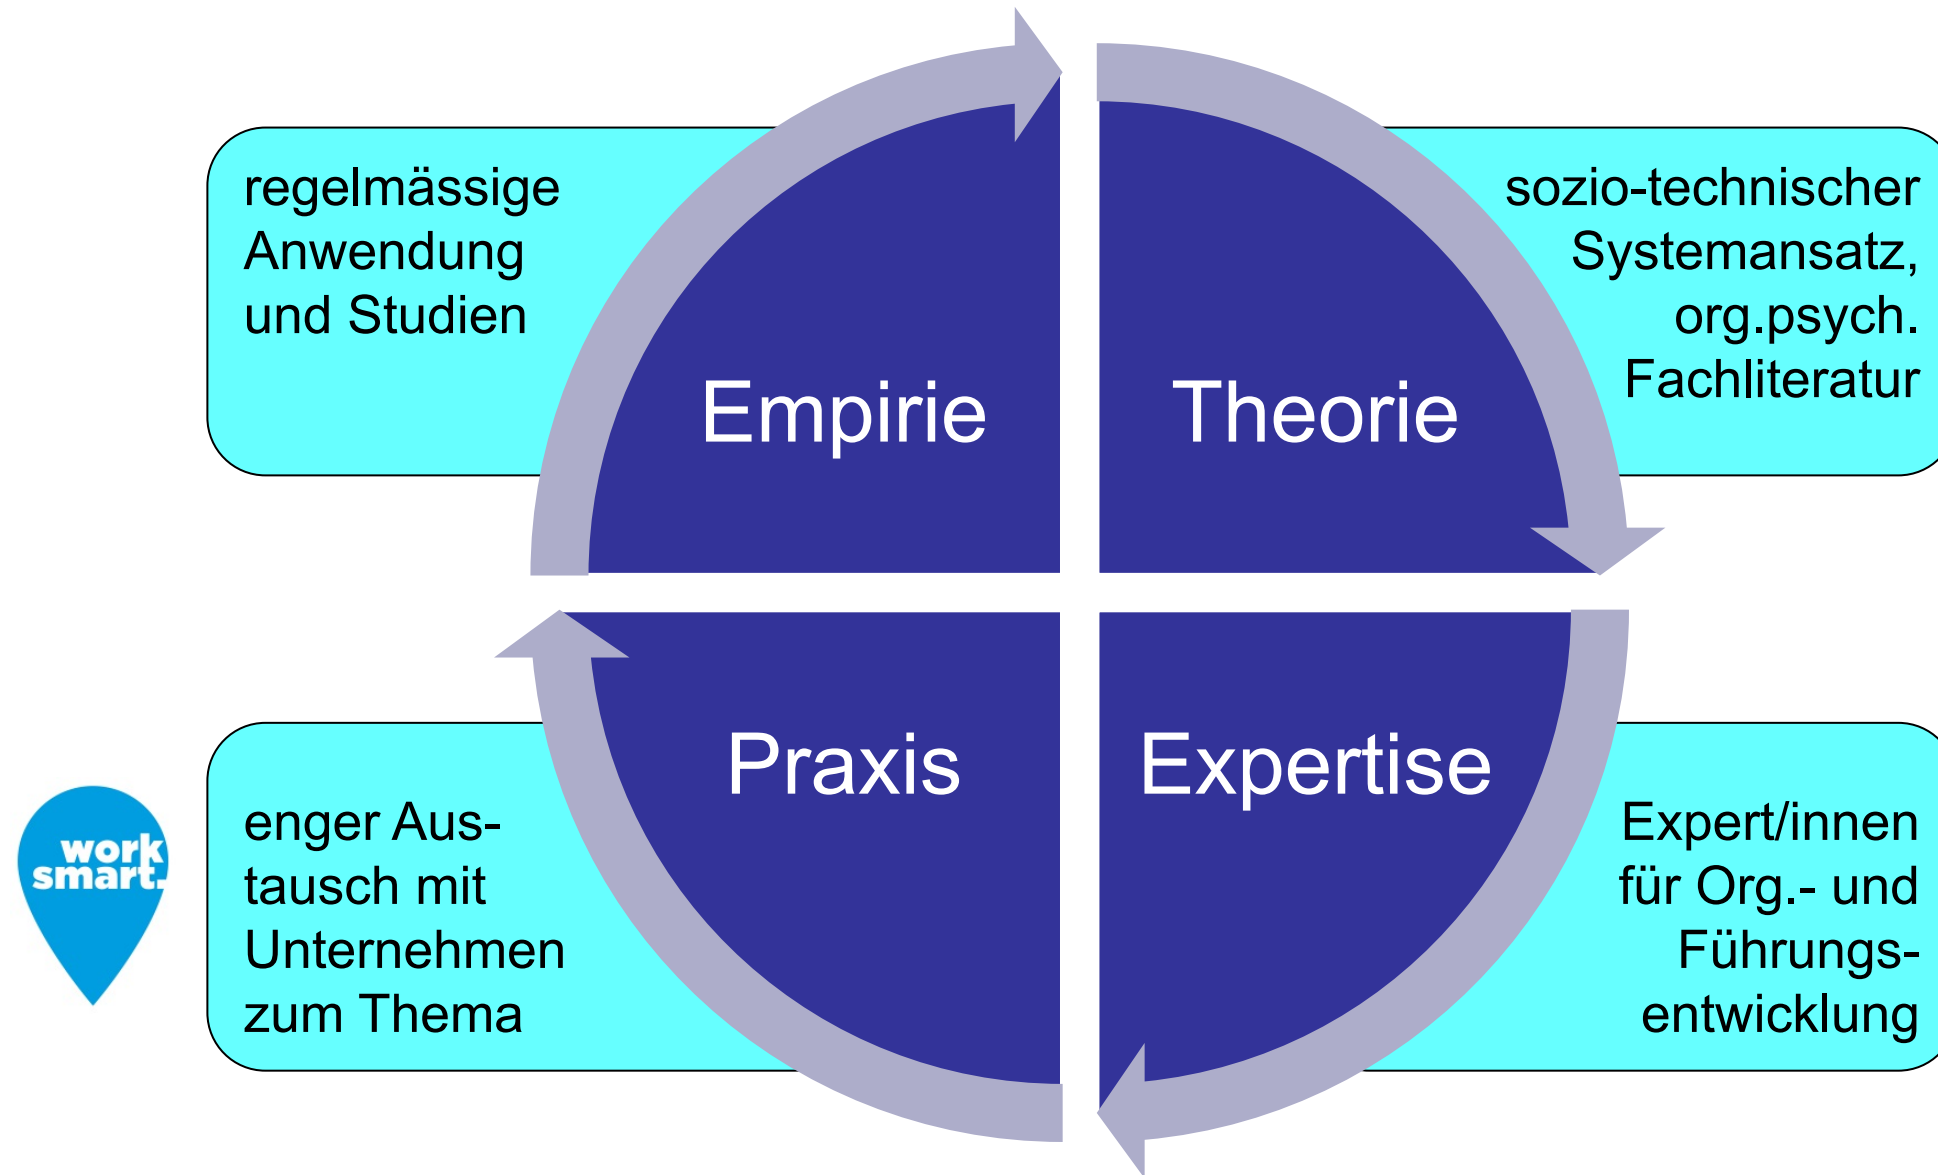 regelmässige
Anwendung
und Studien
Empirie
Theorie
sozio-technischer
Systemansatz,
org.psych.
Fachliteratur
work
smart.
enger Aus-
tausch mit
Unternehmen
zum Thema
Praxis
Expertise
Expert/innen
für Org.- und
Führungs-
entwicklung